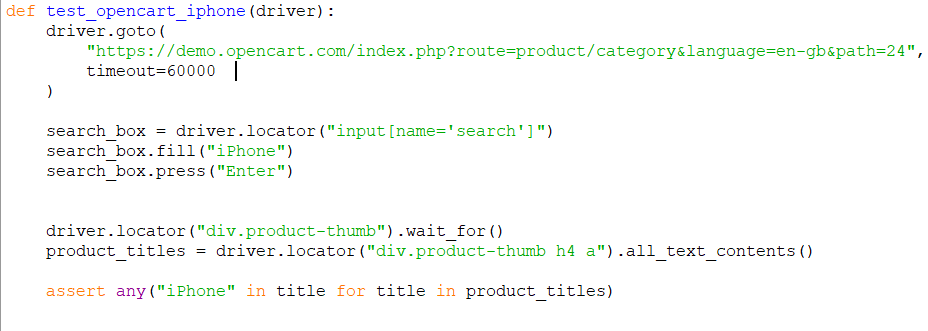 def test_opencart_iphone(driver):
    driver.goto(
        "https://demo.opencart.com/index.php?route=product/category&language=en-gb&path=24",
        timeout=60000
    )

    search_box = driver.locator("input[name='search']")
    search_box.fill("iPhone")
    search_box.press("Enter")


    driver.locator("div.product-thumb").wait_for()
    product_titles = driver.locator("div.product-thumb h4 a").all_text_contents()

    assert any("iPhone" in title for title in product_titles)